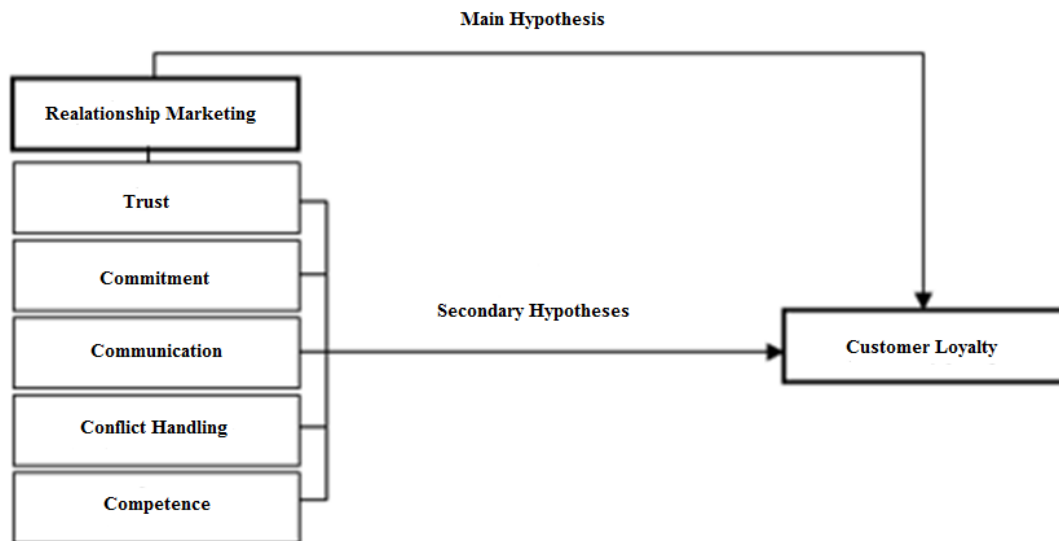 Main Hypothesis
Realationship Marketing
Trust
Commitment
Secondary Hypotheses
Communication
Customer Loyalty
Conflict Handling
Competence